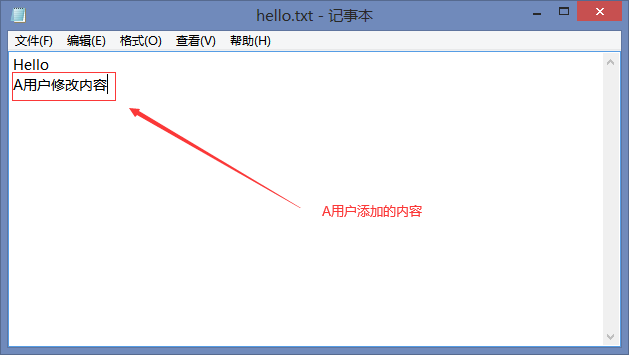 hello.txt - 记事本
文件(F) 编辑(E) 格式(O) 查看(V) 帮助(H)
Hello
A用户修改内容
A用户添加的内容